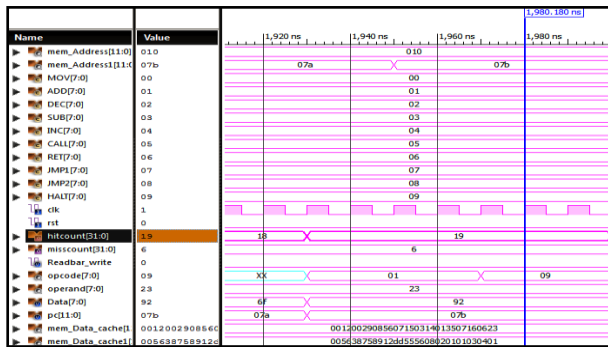 1,980.180 ns
Name Value 1,920 ns 1,940 ns 1,960 ns 1,980 ns
mem_Address[11:0] 010 010
mem_Address1[11:0 07b 07a 07b
MOV[7:0] 00 00
ADD[7:0] 01 01
DEC[7:0] 02 02
SUB[7:0] 03 03
INC[7:0] 04 04
CALL[7:0] 05 05
RET[7:0] 06 06
JMP1[7:0] 07 07
JMP2[7:0] 08 08
HALT[7:0] 09 09
clk 1
rst 0
hitcount[31:0] 19 18 19
misscount[31:0] 6 6
Readbar_write 0
opcode[7:0] 09 XX 01 09
operand[7:0] 23 23
Data[7:0] 92 6f 92
pc[11:0] 07b 07a 07b
mem_Data_cache[1 001200290856C 00120029085607150314013507160623
mem_Data_cache1[ 005638758912d 005638758912dd555608020101030401